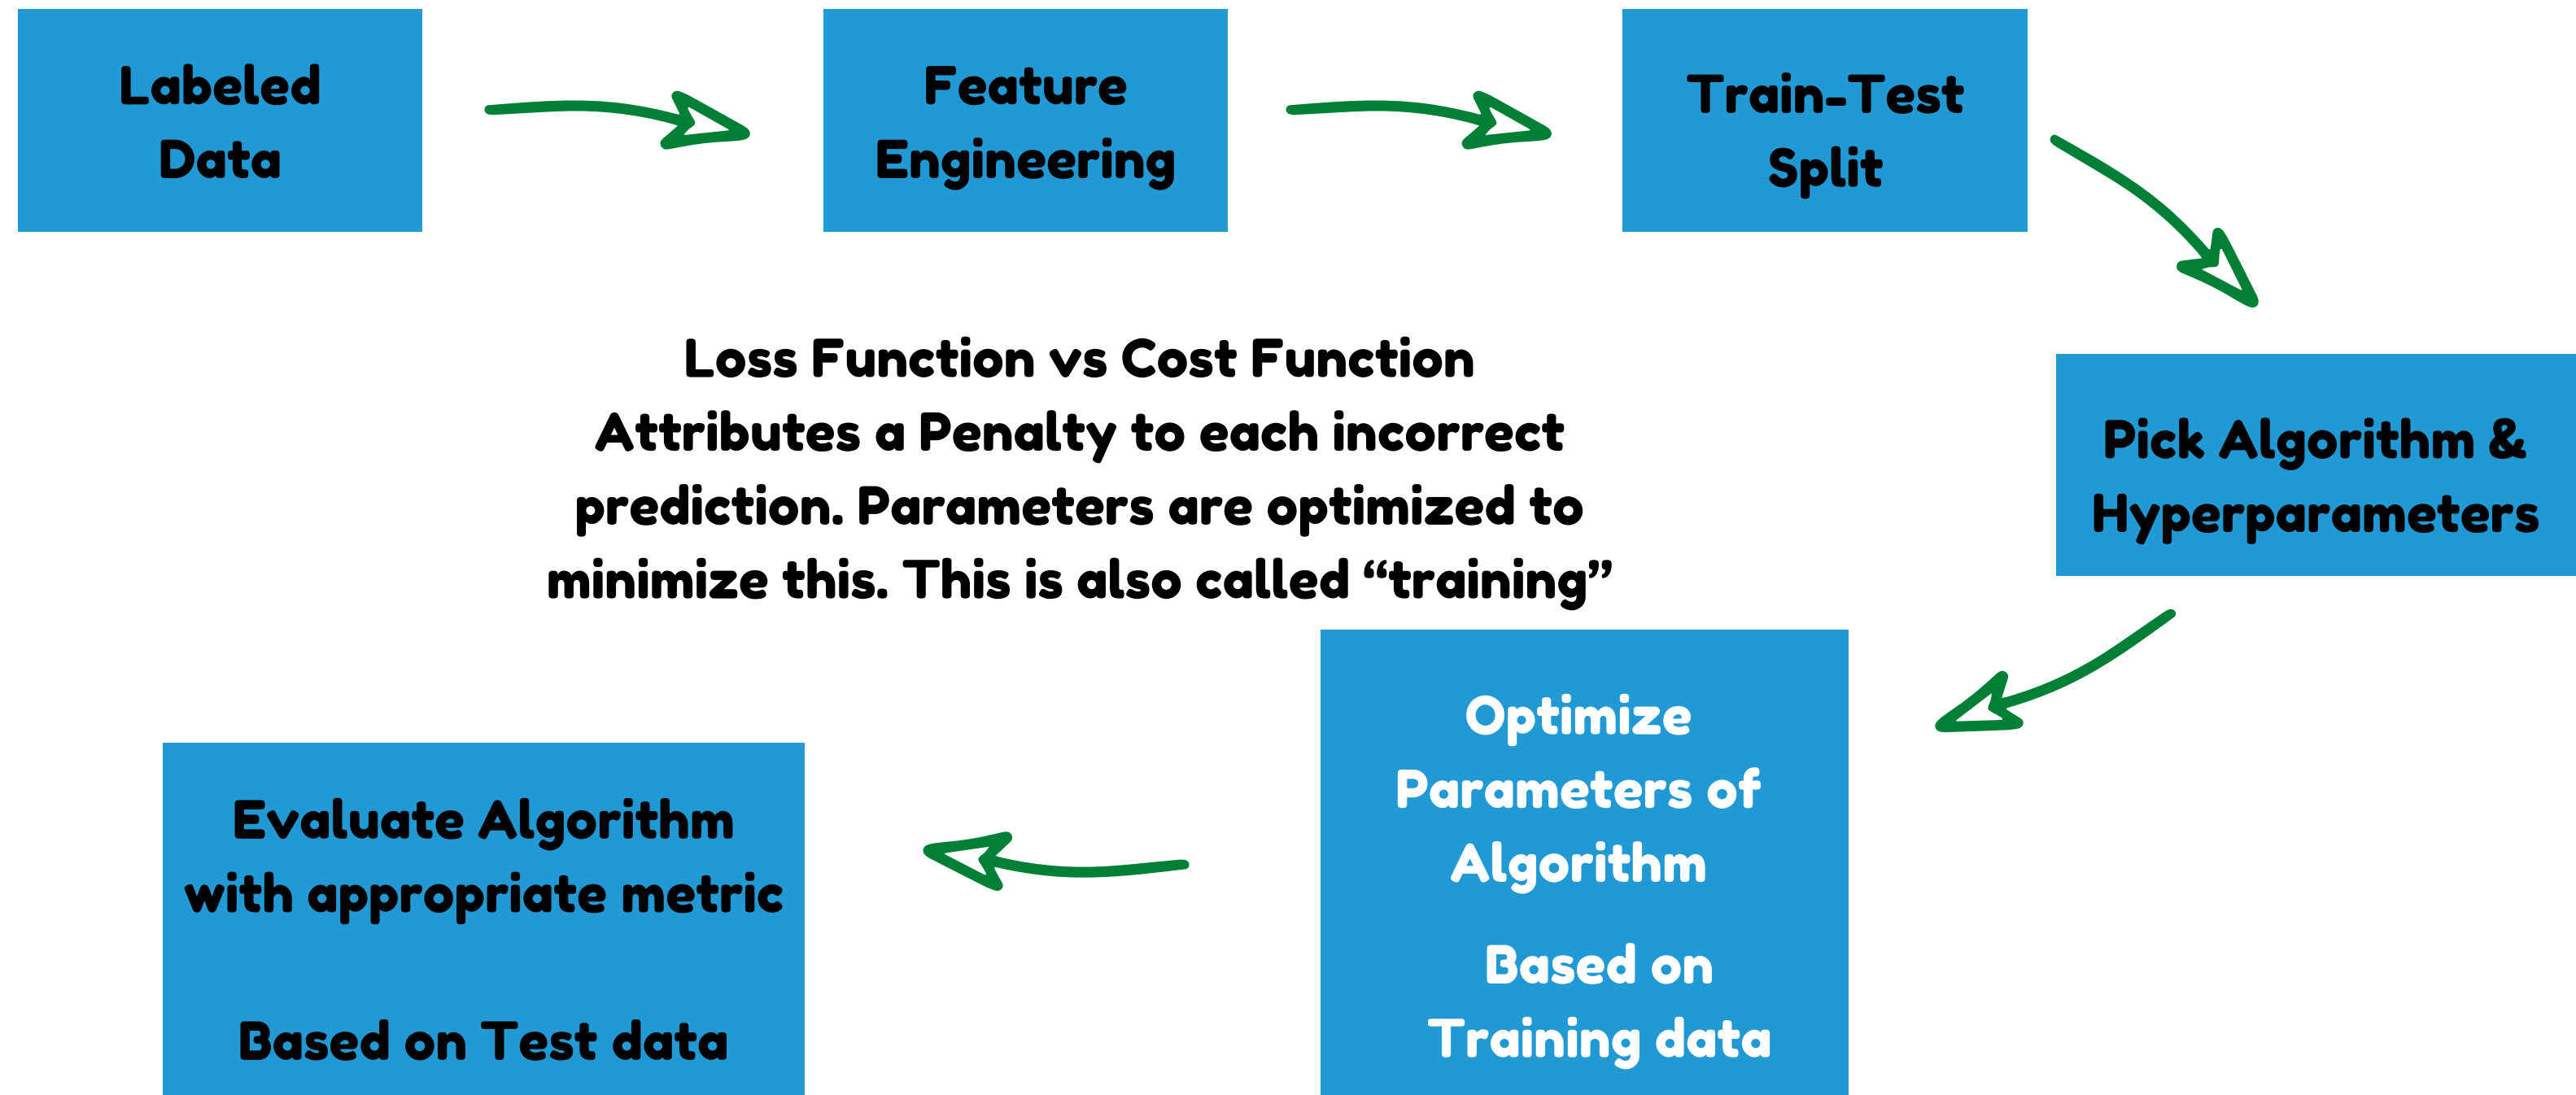 Labeled
Data
Feature
Engineering
Train-Test
Split
Pick Algorithm &
Hyperparameters
Loss Function vs Cost Function
Attributes a Penalty to each incorrect
prediction. Parameters are optimized to
minimize this. This is also called “training”
Optimize
Parameters of
Algorithm
Based on
Training data
Evaluate Algorithm
with appropriate metric
Based on Test data